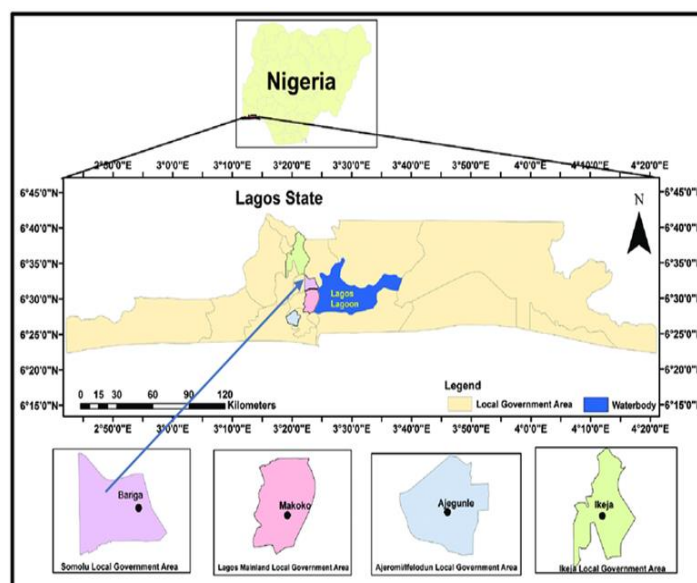 Nigeria
2°50'0"E 3°0'0"E 3°10'0"E 3°20'0"E 3°30'0"E 3°40'0"E 3°50'0"E 4°0'0"E 4°10'0"E 4°20'0"E
6°45'0"N 6°45'0"N
Lagos State
N
6°40'0"N 6°40'0"N
6°35'0"N 6°35'0"N
Lagos
Lagoon
6°30'0"N 6°30'0"N
6°25'0"N 6°25'0"N
6°20'0"N 6°20'0"N
Legend
0 15 30 60 90 120
Kilometers
Local Government Area
Waterbody
6°15'0"N 6°15'0"N
2°50'0"E 3°0'0"E 3°10'0"E 3°20'0"E 3°30'0"E 3°40'0"E 3°50'0"E 4°0'0"E 4°10'0"E 4°20'0"E
Bariga
Somolu Local Government Area
Makoko
Lagos Mainland Local Government Area
Ajegunle
Ajeromi/Ifelodun Local Government Area
Ikeja
Ikeja Local Government Area